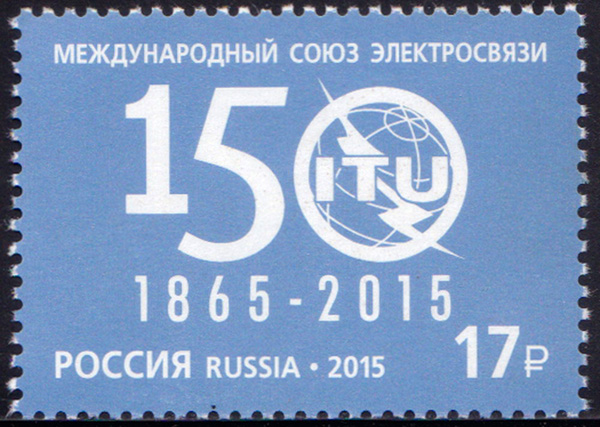 МЕЖДУНАРОДНЫЙ СОЮЗ ЭЛЕКТРОСВЯЗИ
150
ITU
1865-2015
РОССИЯ RUSSIA • 2015
17₽